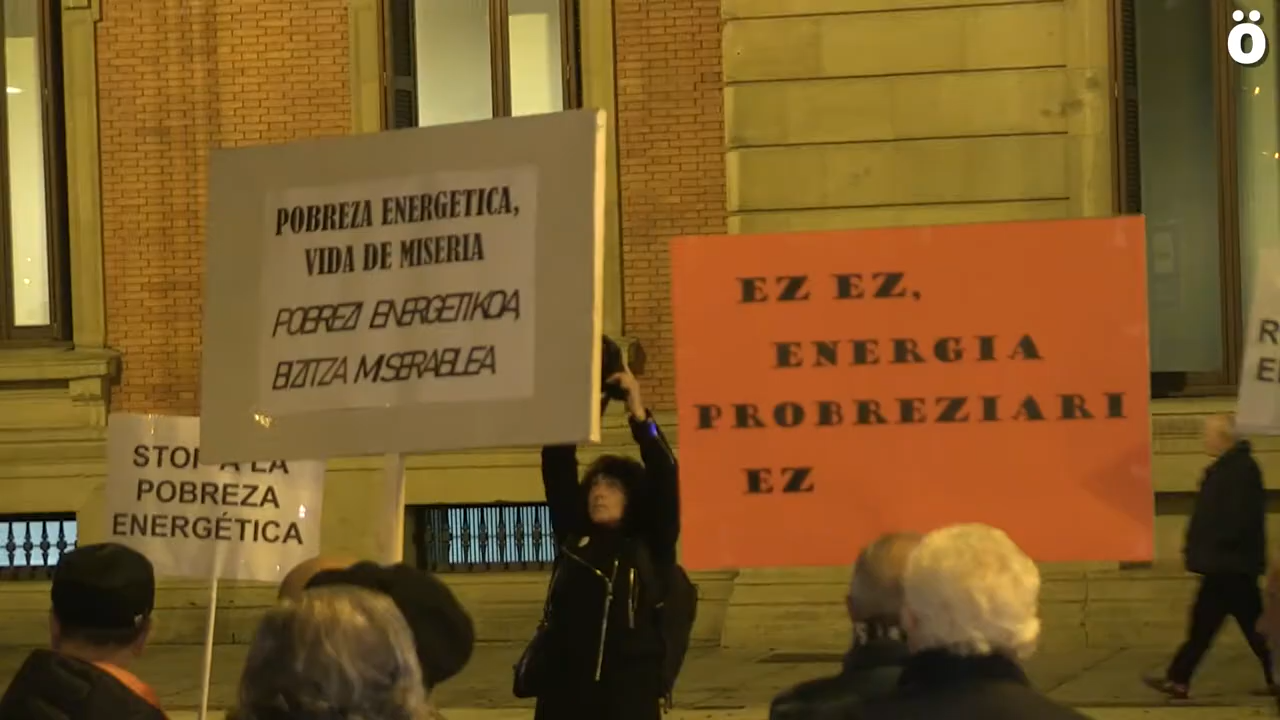 ö
POBREZA ENERGETICA,
VIDA DE MISERIA
POBREZI ENERGETIKOA,
BIZITZA MISERABLEA
EZ EZ,
ENERGIA
PROBREZIARI
EZ
STOP A LA
POBREZA
ENERGÉTICA